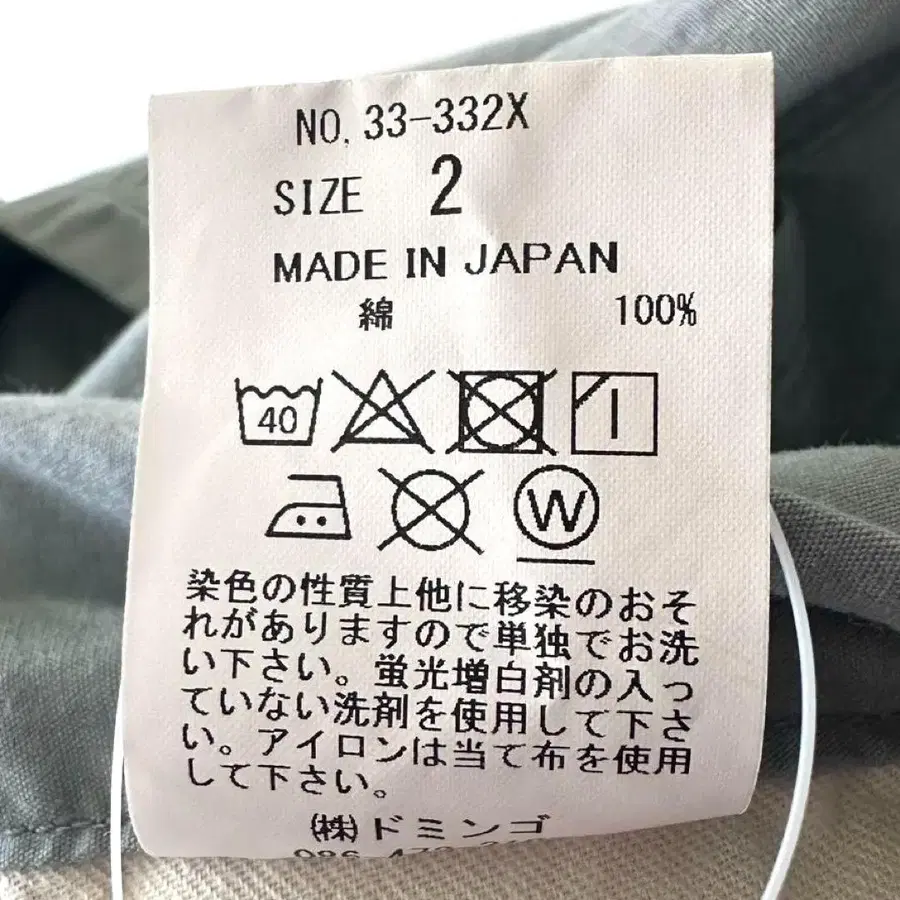 NO. 33-332X
SIZE 2
MADE IN JAPAN
綿 100%
40
W
染色の性質上他に移染のおそ
れがありますので単独でお洗
い下さい。蛍光増白剤の入っ
ていない洗剤を使用して下さ
い。アイロンは当て布を使用
して下さい。
㈱ドミンゴ